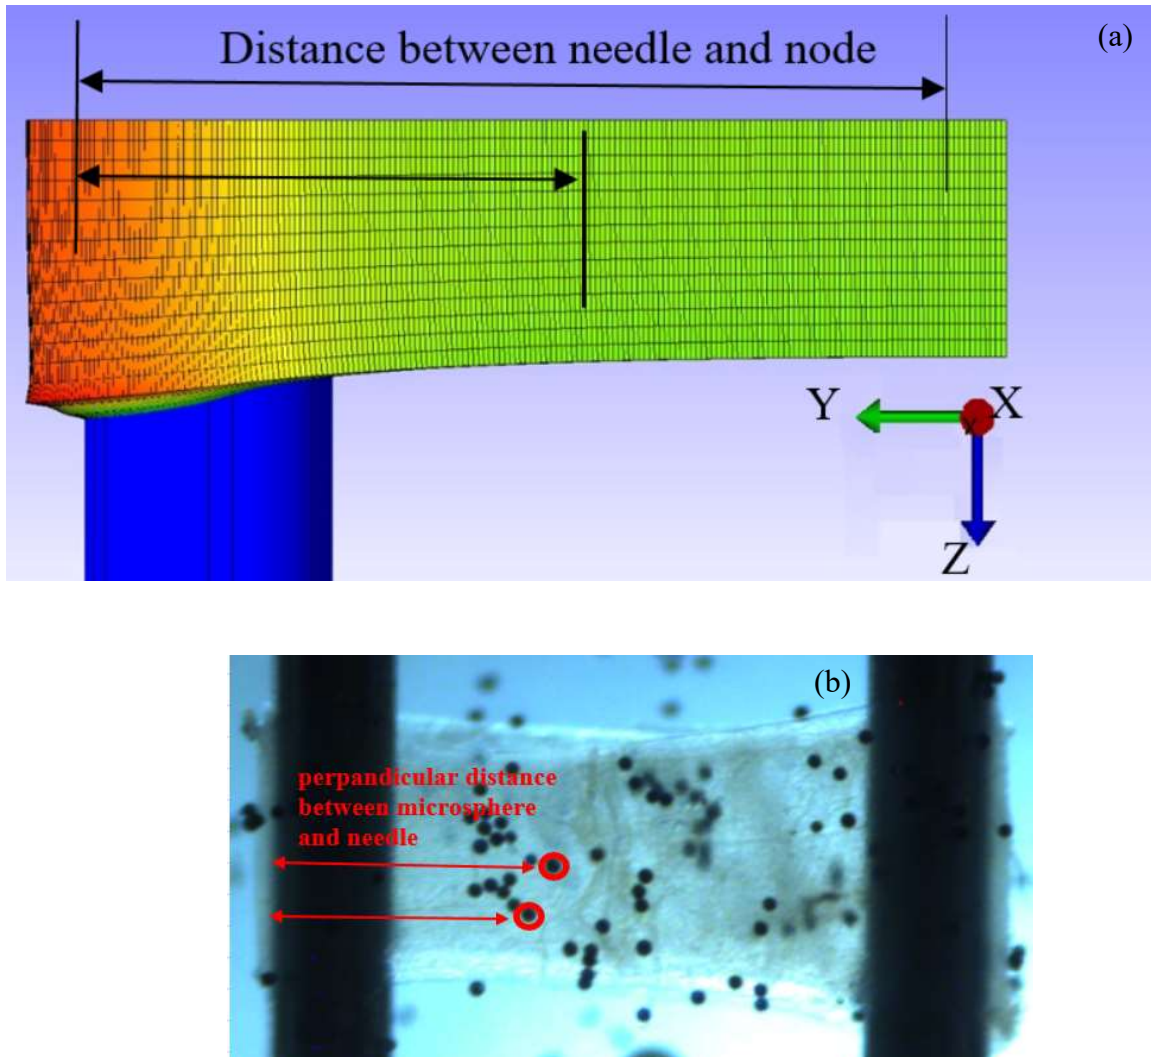 (a)
Distance between needle and node
Y
X
Z
(b)
perpandicular distance
between microsphere
and needle